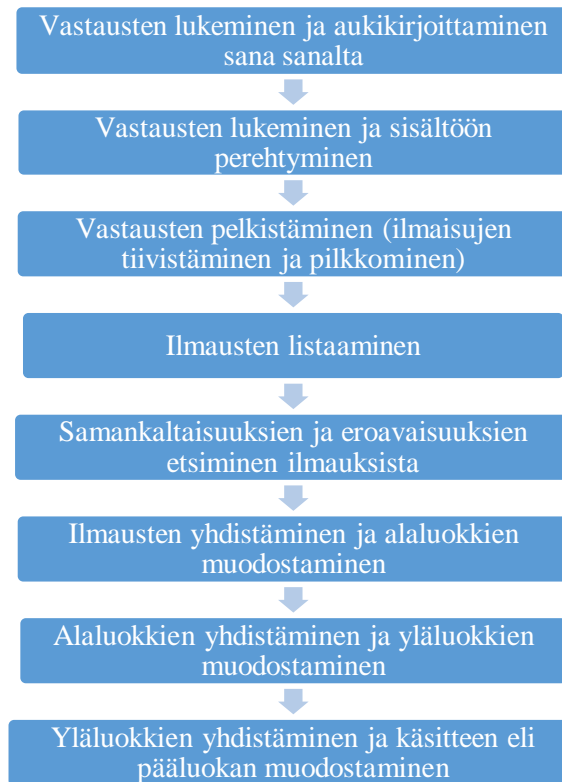 Vastausten lukeminen ja aukikirjoittaminen
sana sanalta
Vastausten lukeminen ja sisältöön
perehtyminen
Vastausten pelkistäminen (ilmaisujen
tiivistäminen ja pilkkominen)
Ilmausten listaaminen
Samankaltaisuuksien ja eroavaisuuksien
etsiminen ilmauksista
Ilmausten yhdistäminen ja alaluokkien
muodostaminen
Alaluokkien yhdistäminen ja yläluokkien
muodostaminen
Yläluokkien yhdistäminen ja käsitteen eli
pääluokan muodostaminen